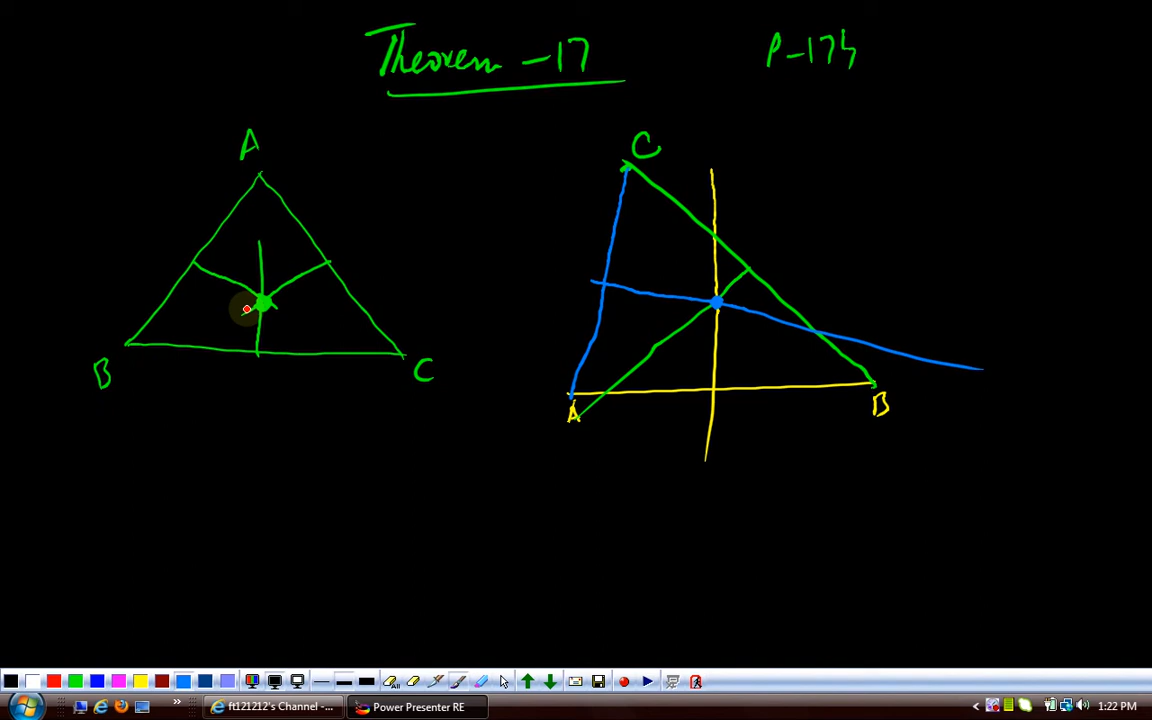 Theorem - 17
P-174
A
B
C
C
A
B
ft121212's Channel - ...
Power Presenter RE
1:22 PM